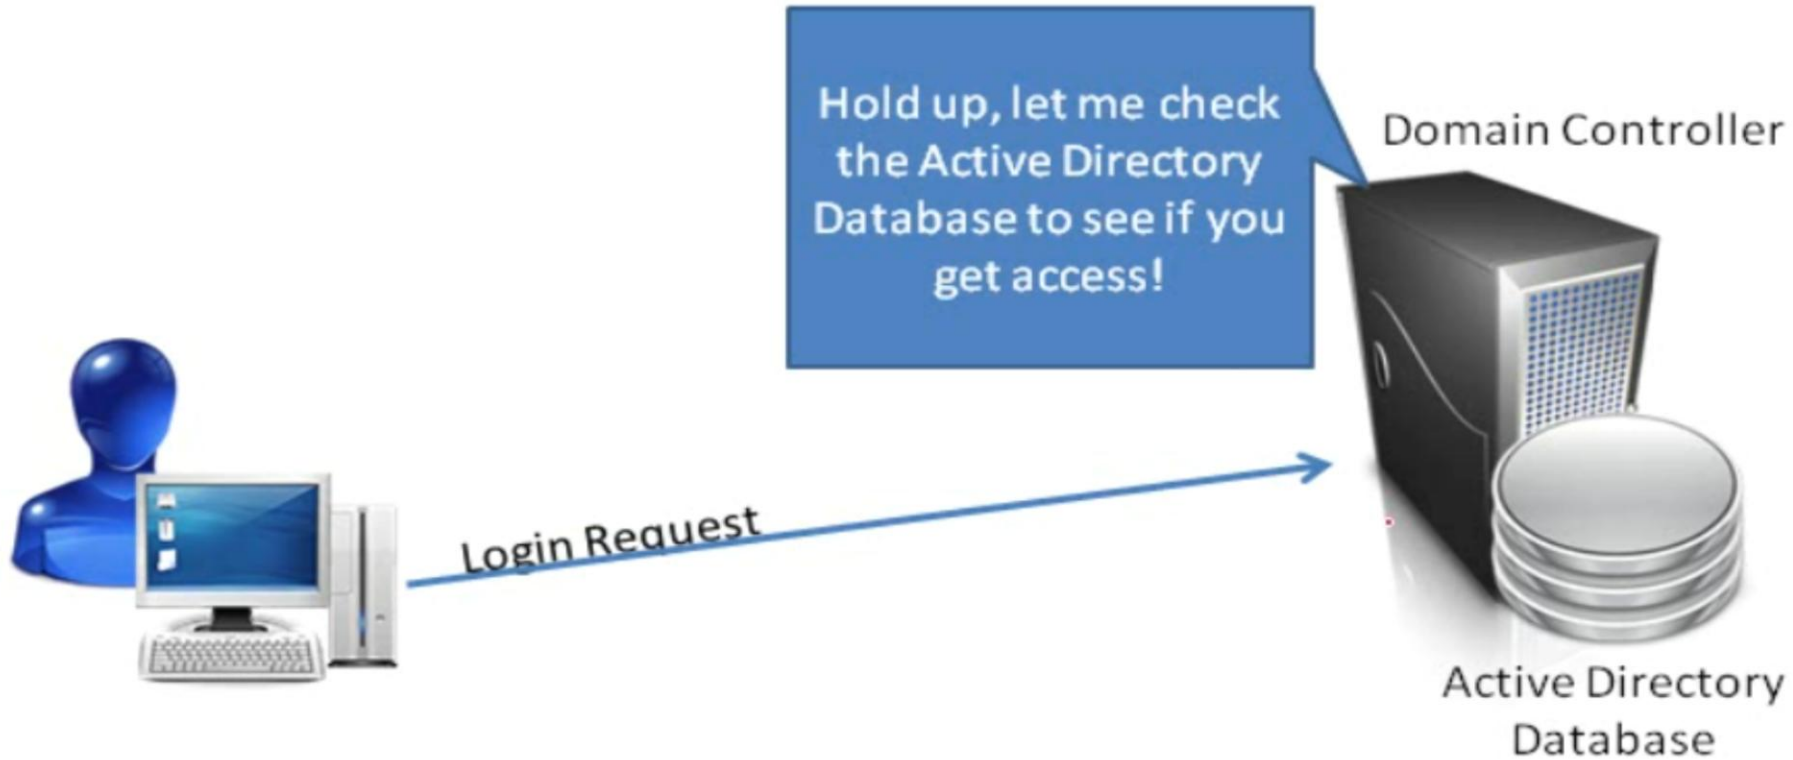 Hold up, let me check
the Active Directory
Database to see if you
get access!
Domain Controller
Login Request
Active Directory
Database